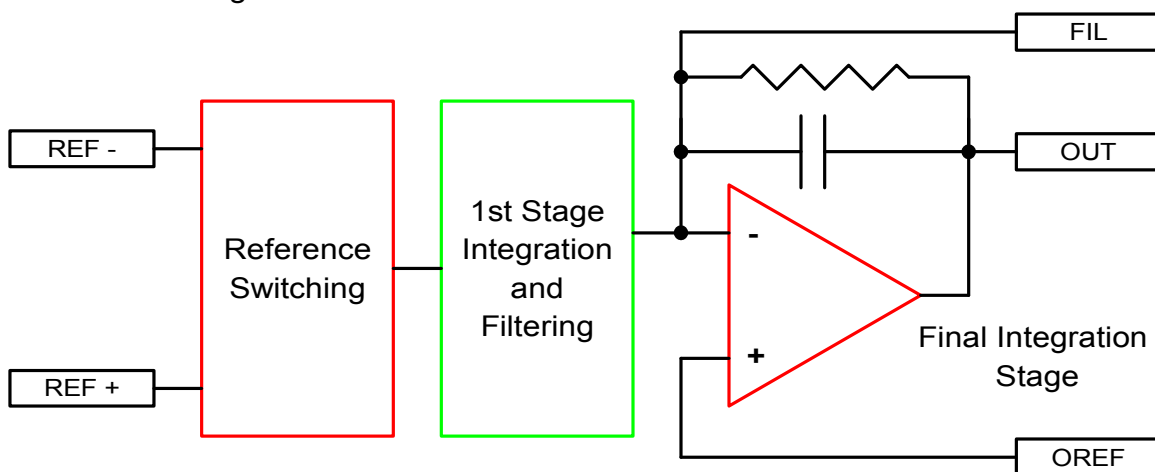 FIL
REF -
OUT
1st Stage
Integration
and
Filtering
Reference
Switching
-
+
Final Integration
Stage
REF +
OREF